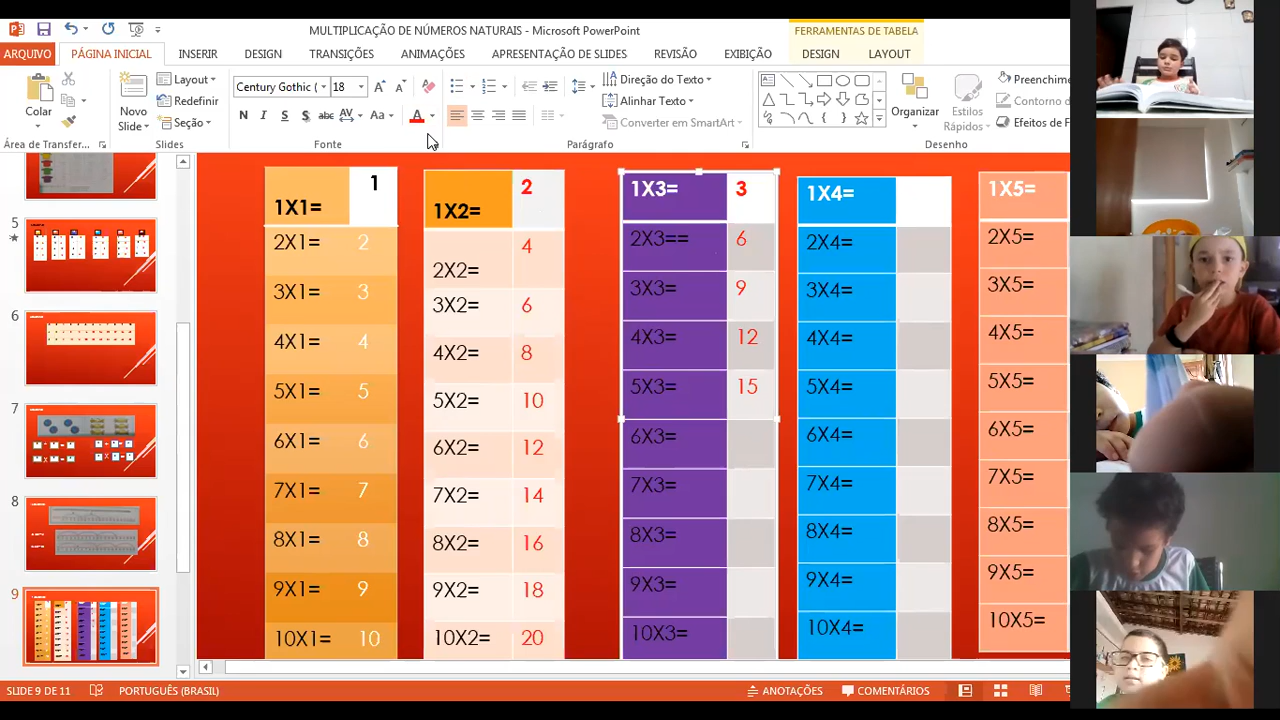 MULTIPLICAÇÃO DE NÚMEROS NATURAIS - Microsoft PowerPoint
FERRAMENTAS DE TABELA
ARQUIVO PÁGINA INICIAL INSERIR DESIGN TRANSIÇÕES ANIMAÇÕES APRESENTAÇÃO DE SLIDES REVISÃO EXIBIÇÃO DESIGN LAYOUT
Colar
Novo Slide
Layout
Redefinir
Seção
Century Gothic ( 18
N I S S abc AV Aa A
Direção do Texto
Alinhar Texto
Converter em SmartArt
Organizar
Estilos Rápidos
Preenchime
Contorno d
Efeitos de F
Área de Transfer... Slides Fonte Parágrafo Desenho
5
6
7
8
9
1X1= 1
2X1= 2
3X1= 3
4X1= 4
5X1= 5
6X1= 6
7X1= 7
8X1= 8
9X1= 9
10X1= 10
1X2= 2
2X2= 4
3X2= 6
4X2= 8
5X2= 10
6X2= 12
7X2= 14
8X2= 16
9X2= 18
10X2= 20
1X3= 3
2X3== 6
3X3= 9
4X3= 12
5X3= 15
6X3=
7X3=
8X3=
9X3=
10X3=
1X4=
2X4=
3X4=
4X4=
5X4=
6X4=
7X4=
8X4=
9X4=
10X4=
1X5=
2X5=
3X5=
4X5=
5X5=
6X5=
7X5=
8X5=
9X5=
10X5=
SLIDE 9 DE 11 PORTUGUÊS (BRASIL) ANOTAÇÕES COMENTÁRIOS